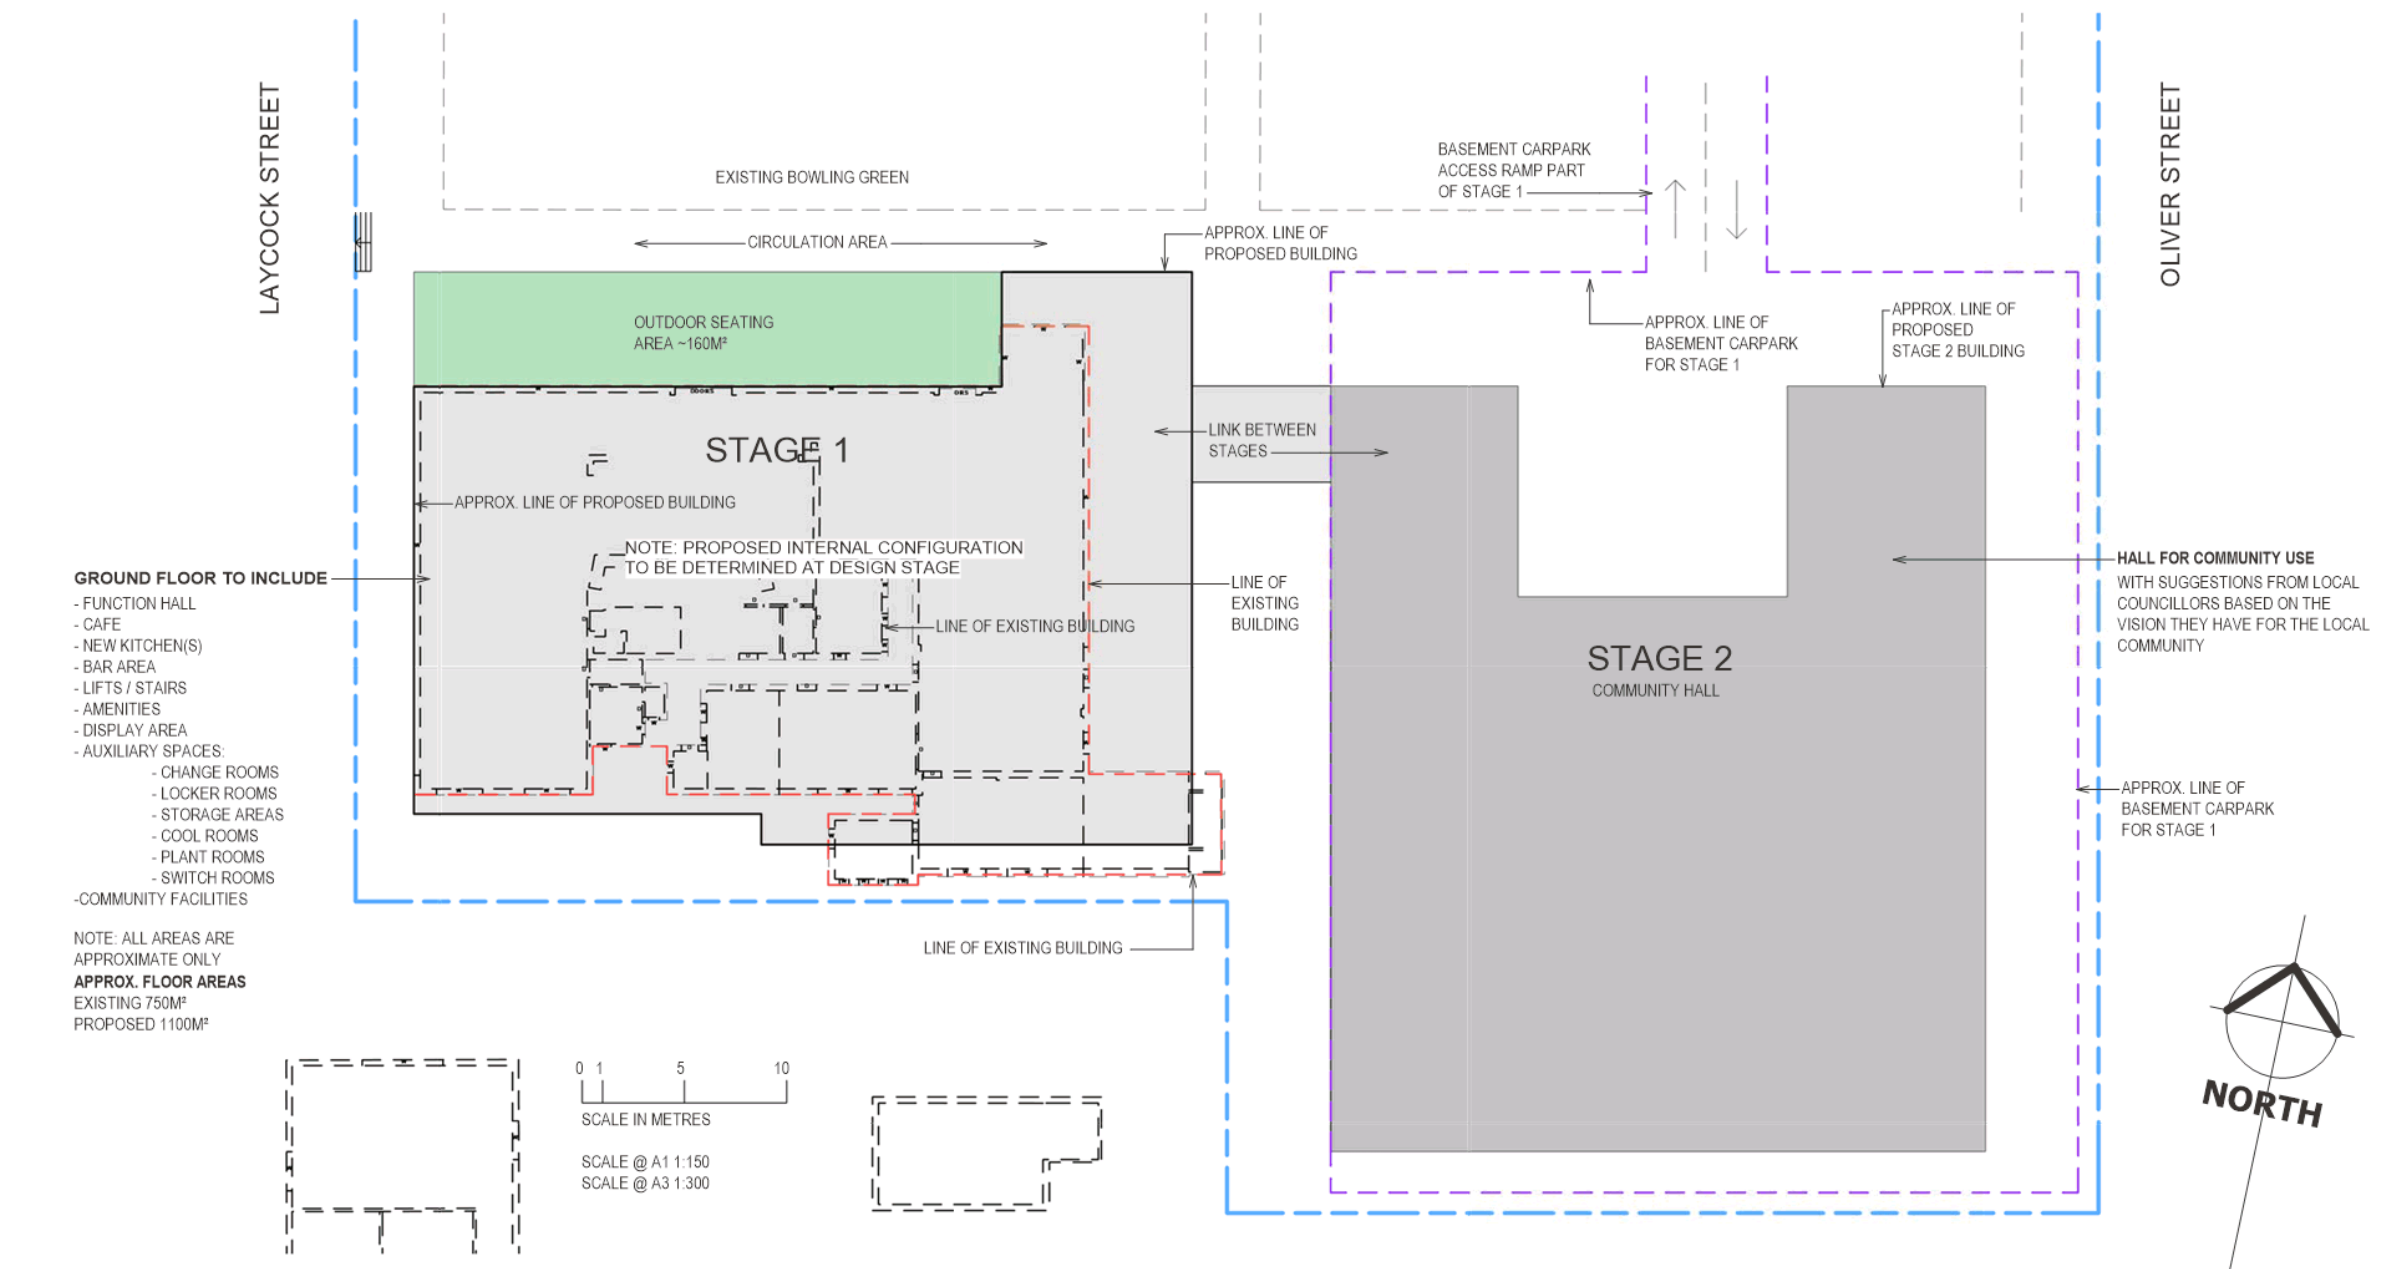 LAYCOCK STREET
OLIVER STREET
EXISTING BOWLING GREEN
CIRCULATION AREA
BASEMENT CARPARK
ACCESS RAMP PART
OF STAGE 1
APPROX. LINE OF
PROPOSED BUILDING
OUTDOOR SEATING
AREA ~160M²
APPROX. LINE OF
BASEMENT CARPARK
FOR STAGE 1
APPROX. LINE OF
PROPOSED
STAGE 2 BUILDING
DOORS
STAGE 1
LINK BETWEEN
STAGES
APPROX. LINE OF PROPOSED BUILDING
NOTE: PROPOSED INTERNAL CONFIGURATION
TO BE DETERMINED AT DESIGN STAGE
LINE OF
EXISTING
BUILDING
LINE OF EXISTING BUILDING
GROUND FLOOR TO INCLUDE
- FUNCTION HALL
- CAFE
- NEW KITCHEN(S)
- BAR AREA
- LIFTS / STAIRS
- AMENITIES
- DISPLAY AREA
- AUXILIARY SPACES:
- CHANGE ROOMS
- LOCKER ROOMS
- STORAGE AREAS
- COOL ROOMS
- PLANT ROOMS
- SWITCH ROOMS
-COMMUNITY FACILITIES
NOTE: ALL AREAS ARE
APPROXIMATE ONLY
APPROX. FLOOR AREAS
EXISTING 750M²
PROPOSED 1100M²
STAGE 2
COMMUNITY HALL
HALL FOR COMMUNITY USE
WITH SUGGESTIONS FROM LOCAL
COUNCILLORS BASED ON THE
VISION THEY HAVE FOR THE LOCAL
COMMUNITY
APPROX. LINE OF
BASEMENT CARPARK
FOR STAGE 1
LINE OF EXISTING BUILDING
0 1 5 10
SCALE IN METRES
SCALE @ A1 1:150
SCALE @ A3 1:300
NORTH